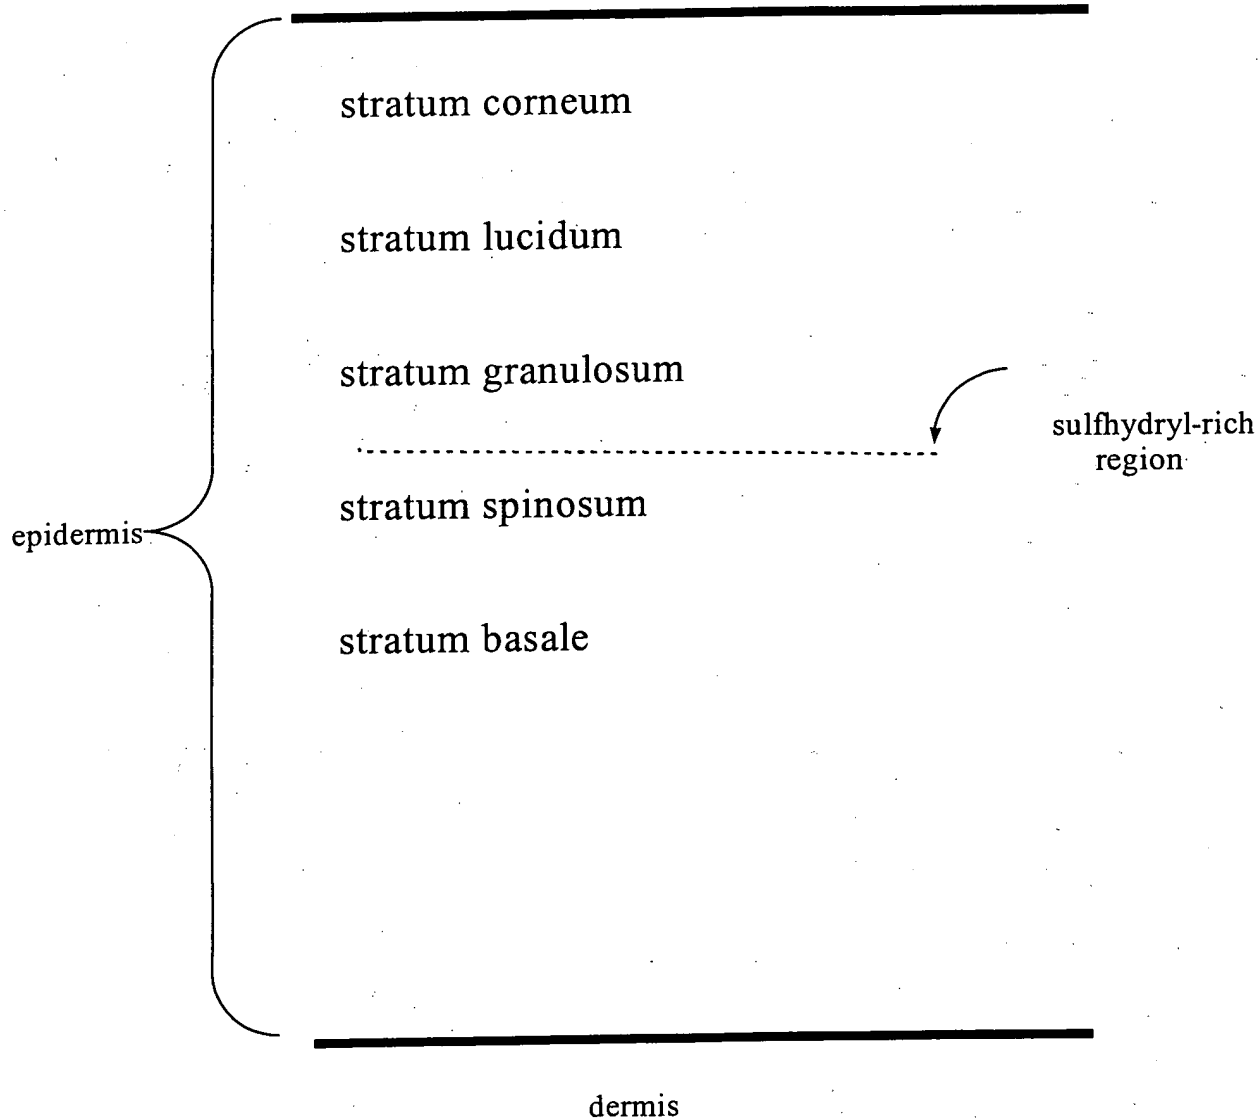 stratum corneum
stratum lucidum
stratum granulosum
sulfhydryl-rich
region
stratum spinosum
epidermis
stratum basale
dermis